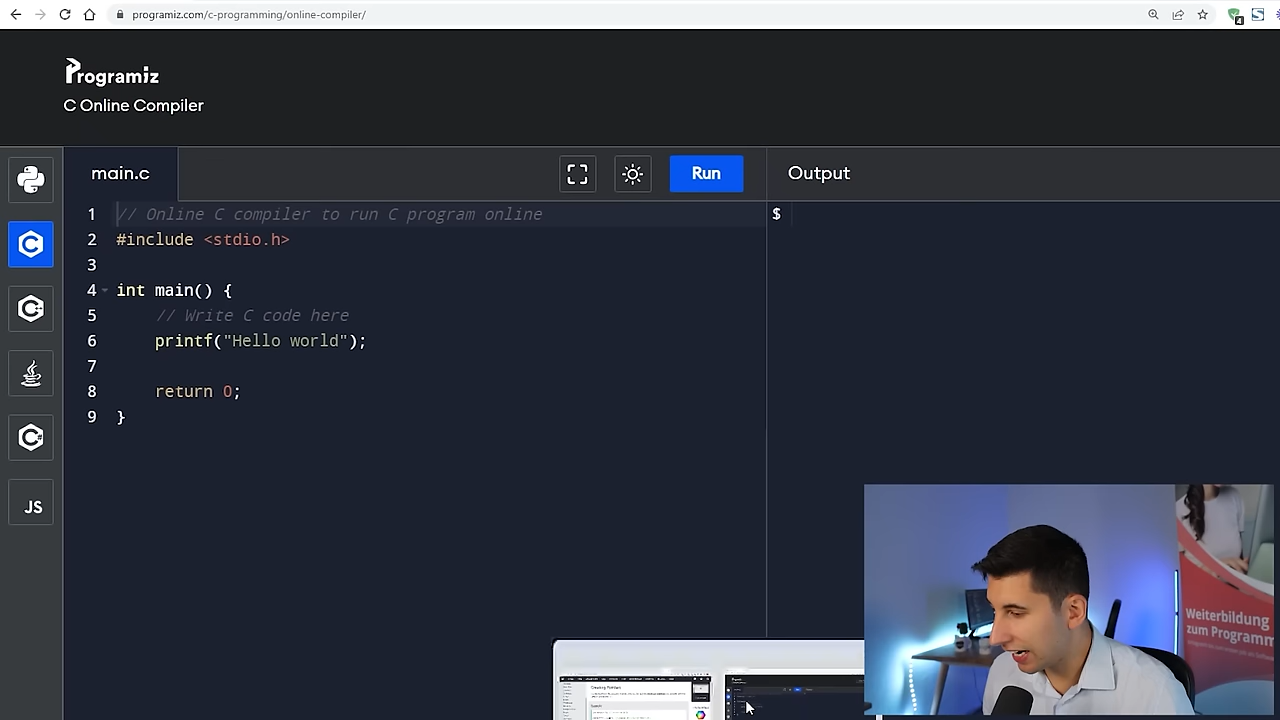 programiz.com/c-programming/online-compiler/
4
Programiz
C Online Compiler
main.c
Run
Output
1 // Online C compiler to run C program online
$
2 #include <stdio.h>
3
4 int main() {
5 // Write C code here
6 printf("Hello world");
7
8 return 0;
9 }
JS
Weiterbildung
zum Programm